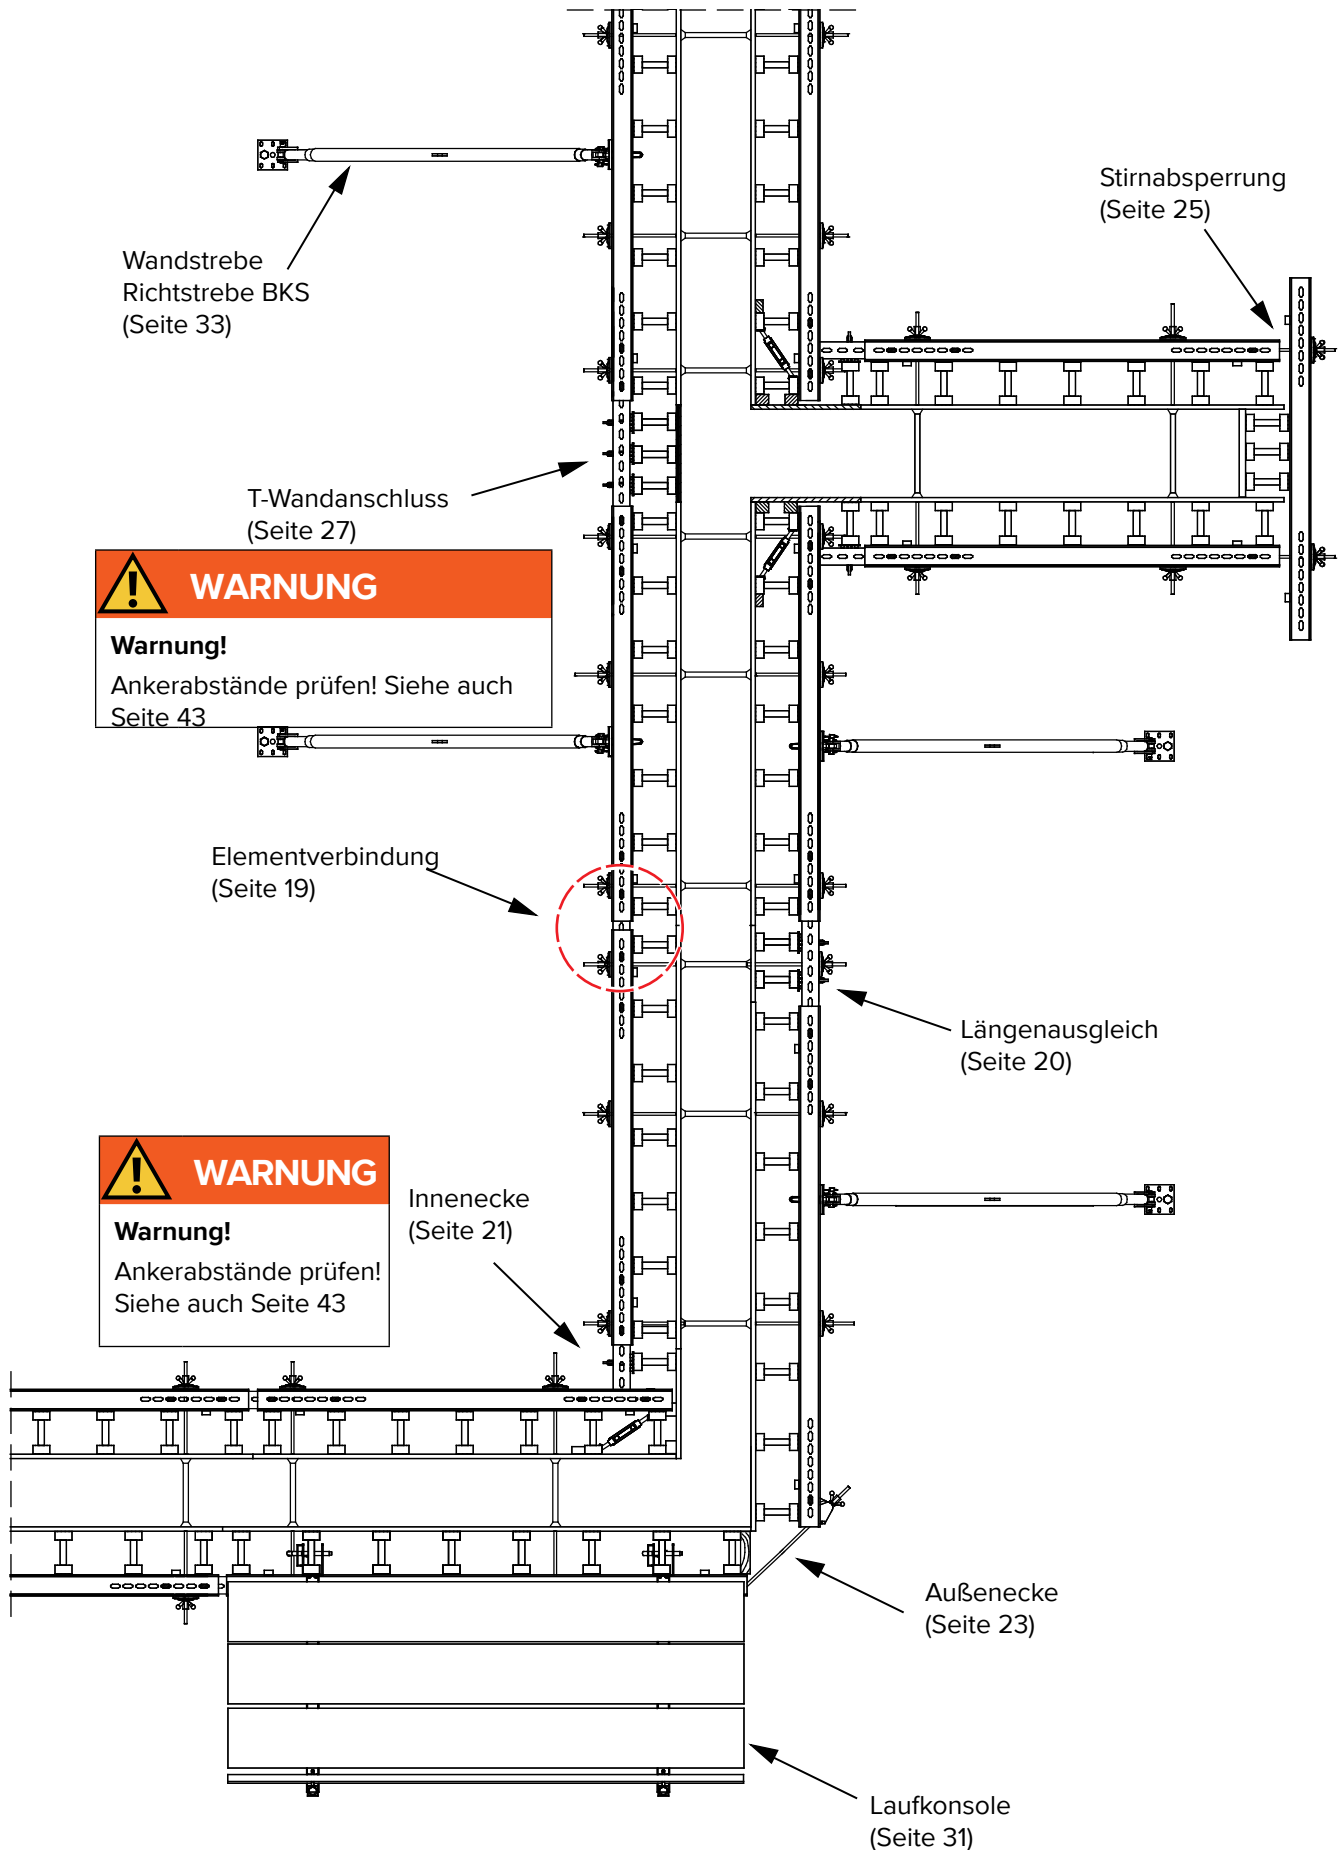 Stirnabsperrung
(Seite 25)
Wandstrebe
Richtstrebe BKS
(Seite 33)
T-Wandanschluss
(Seite 27)
WARNUNG
Warnung!
Ankerabstände prüfen! Siehe auch
Seite 43
Elementverbindung
(Seite 19)
Längenausgleich
(Seite 20)
WARNUNG
Warnung!
Ankerabstände prüfen!
Siehe auch Seite 43
Innenecke
(Seite 21)
Außenecke
(Seite 23)
Laufkonsole
(Seite 31)